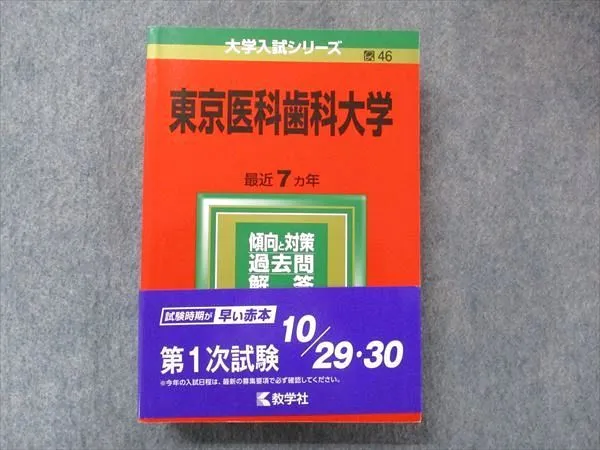 大学入試シリーズ
46
東京医科歯科大学
最近7ヵ年
傾向と対策
過去問
解答
試験時期が早い赤本
第1次試験 10/29・30
※今年の入試日程は、最新の募集要項で必ず確認してください。
教学社